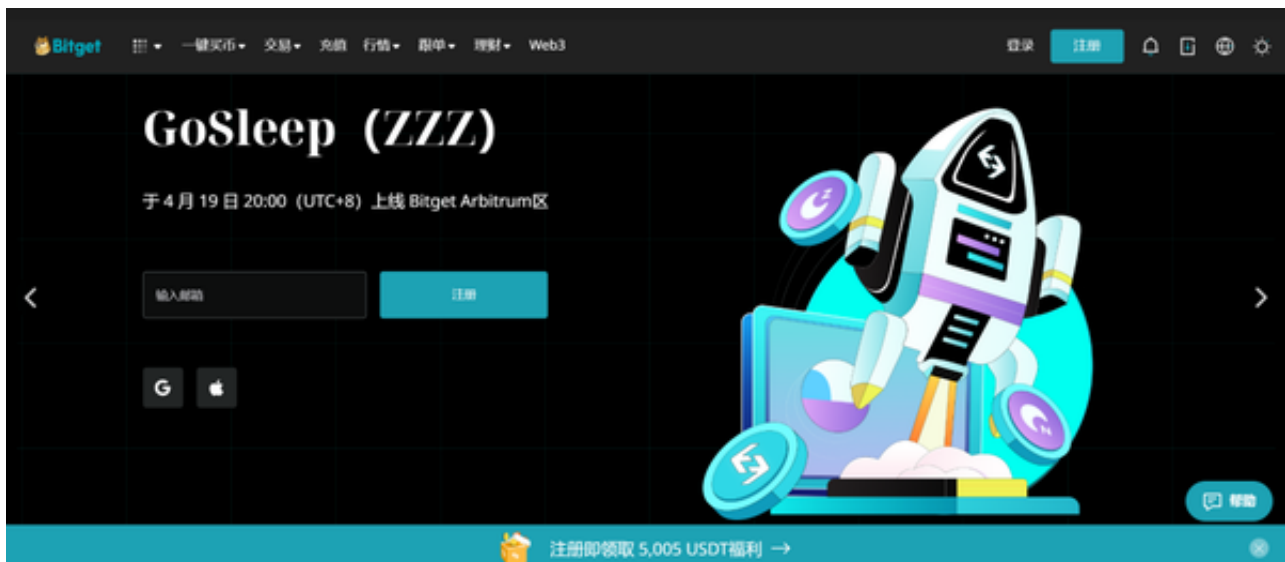 Bitget 一键买币 交易 充值 行情 跟单 理财 Web3 登录 注册
GoSleep (ZZZ)
于 4 月 19 日 20:00 (UTC+8) 上线 Bitget Arbitrum区
输入邮箱 注册
G
帮助
注册即领取 5,005 USDT福利 →